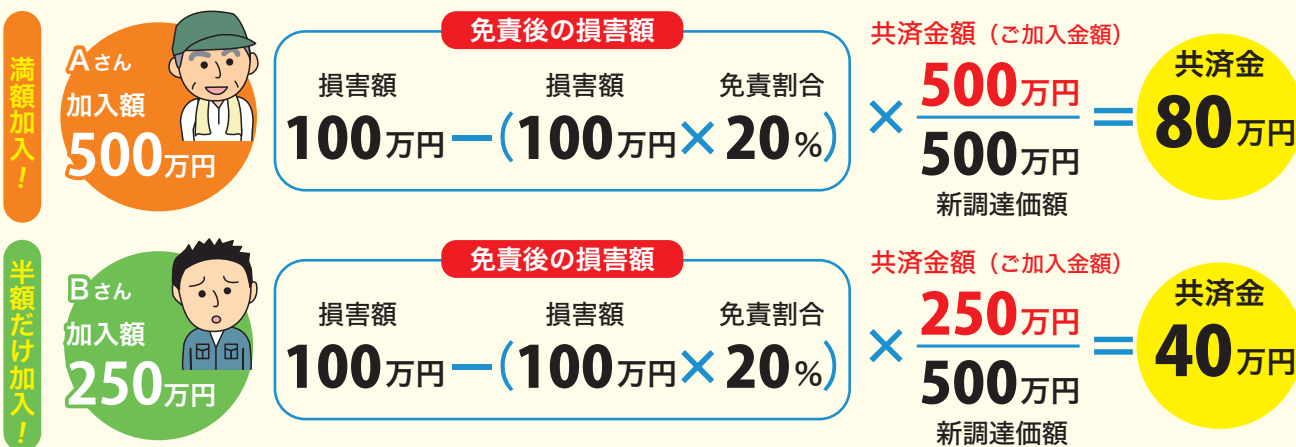 満額加入！
Aさん
加入額
500万円
免責後の損害額
損害額 損害額 免責割合
100万円－（100万円×20%）
×
共済金額（ご加入金額）
500万円
500万円
新調達価額
＝
共済金
80万円
半額だけ加入！
Bさん
加入額
250万円
免責後の損害額
損害額 損害額 免責割合
100万円－（100万円×20%）
×
共済金額（ご加入金額）
250万円
500万円
新調達価額
＝
共済金
40万円